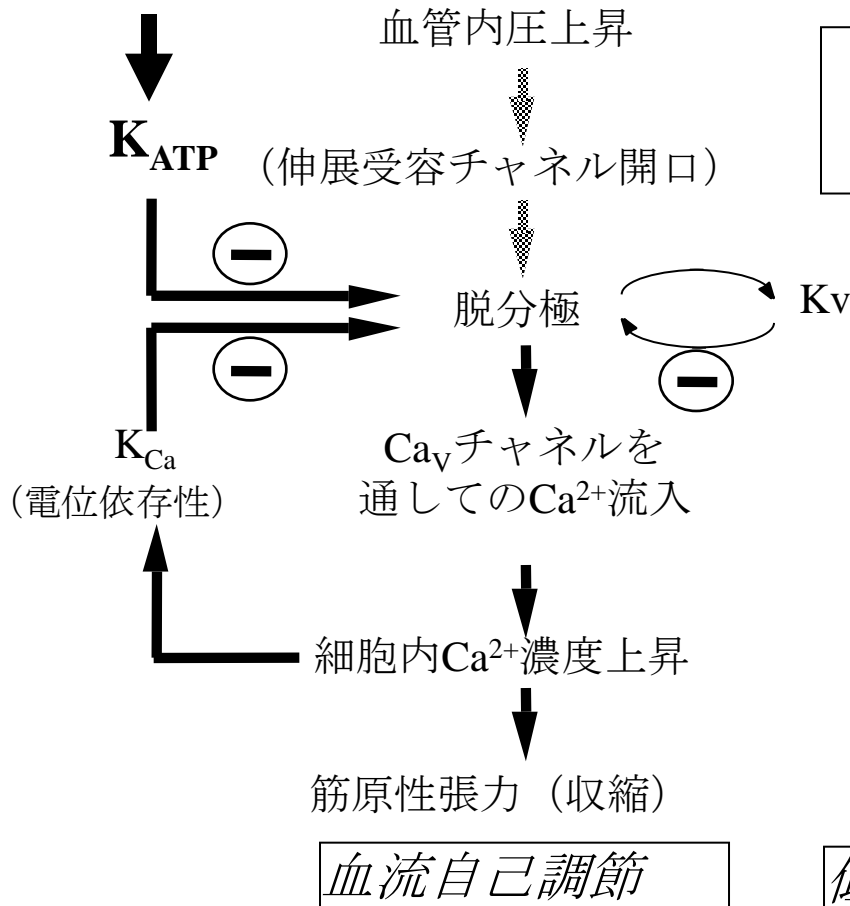 血管内圧上昇
K_ATP
（伸展受容チャネル開口）
−
脱分極
Kv
−
−
K_Ca
（電位依存性）
Ca_Vチャネルを
通してのCa²⁺流入
細胞内Ca²⁺濃度上昇
筋原性張力（収縮）
血流自己調節